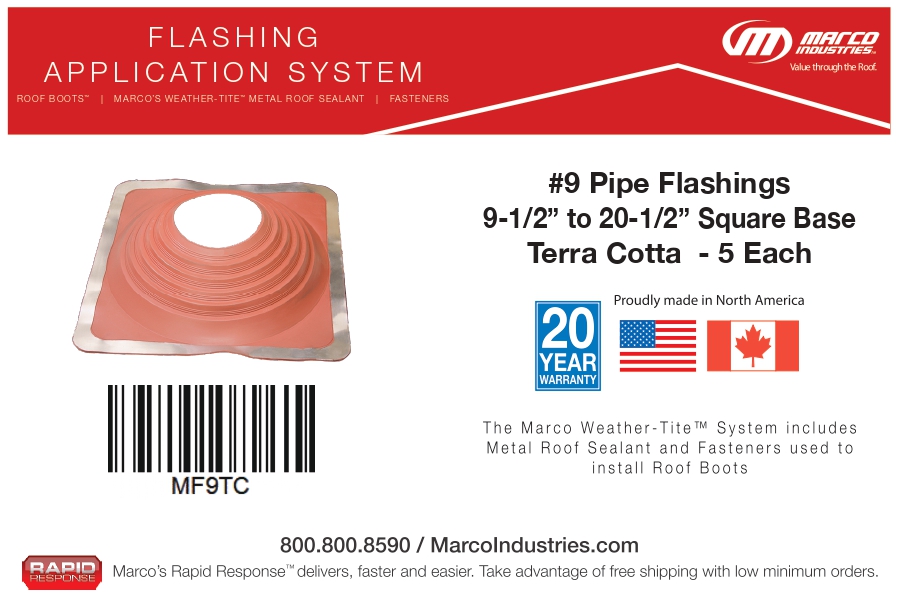 FLASHING
APPLICATION SYSTEM
ROOF BOOTS™ | MARCO'S WEATHER-TITE™ METAL ROOF SEALANT | FASTENERS
MARCO
INDUSTRIES™
Value through the Roof.
#9 Pipe Flashings
9-1/2” to 20-1/2” Square Base
Terra Cotta - 5 Each
Proudly made in North America
20
YEAR
WARRANTY
The Marco Weather-Tite™ System includes
Metal Roof Sealant and Fasteners used to
install Roof Boots
MF9TC
800.800.8590 / MarcoIndustries.com
RAPID
RESPONSE
Marco’s Rapid Response™ delivers, faster and easier. Take advantage of free shipping with low minimum orders.